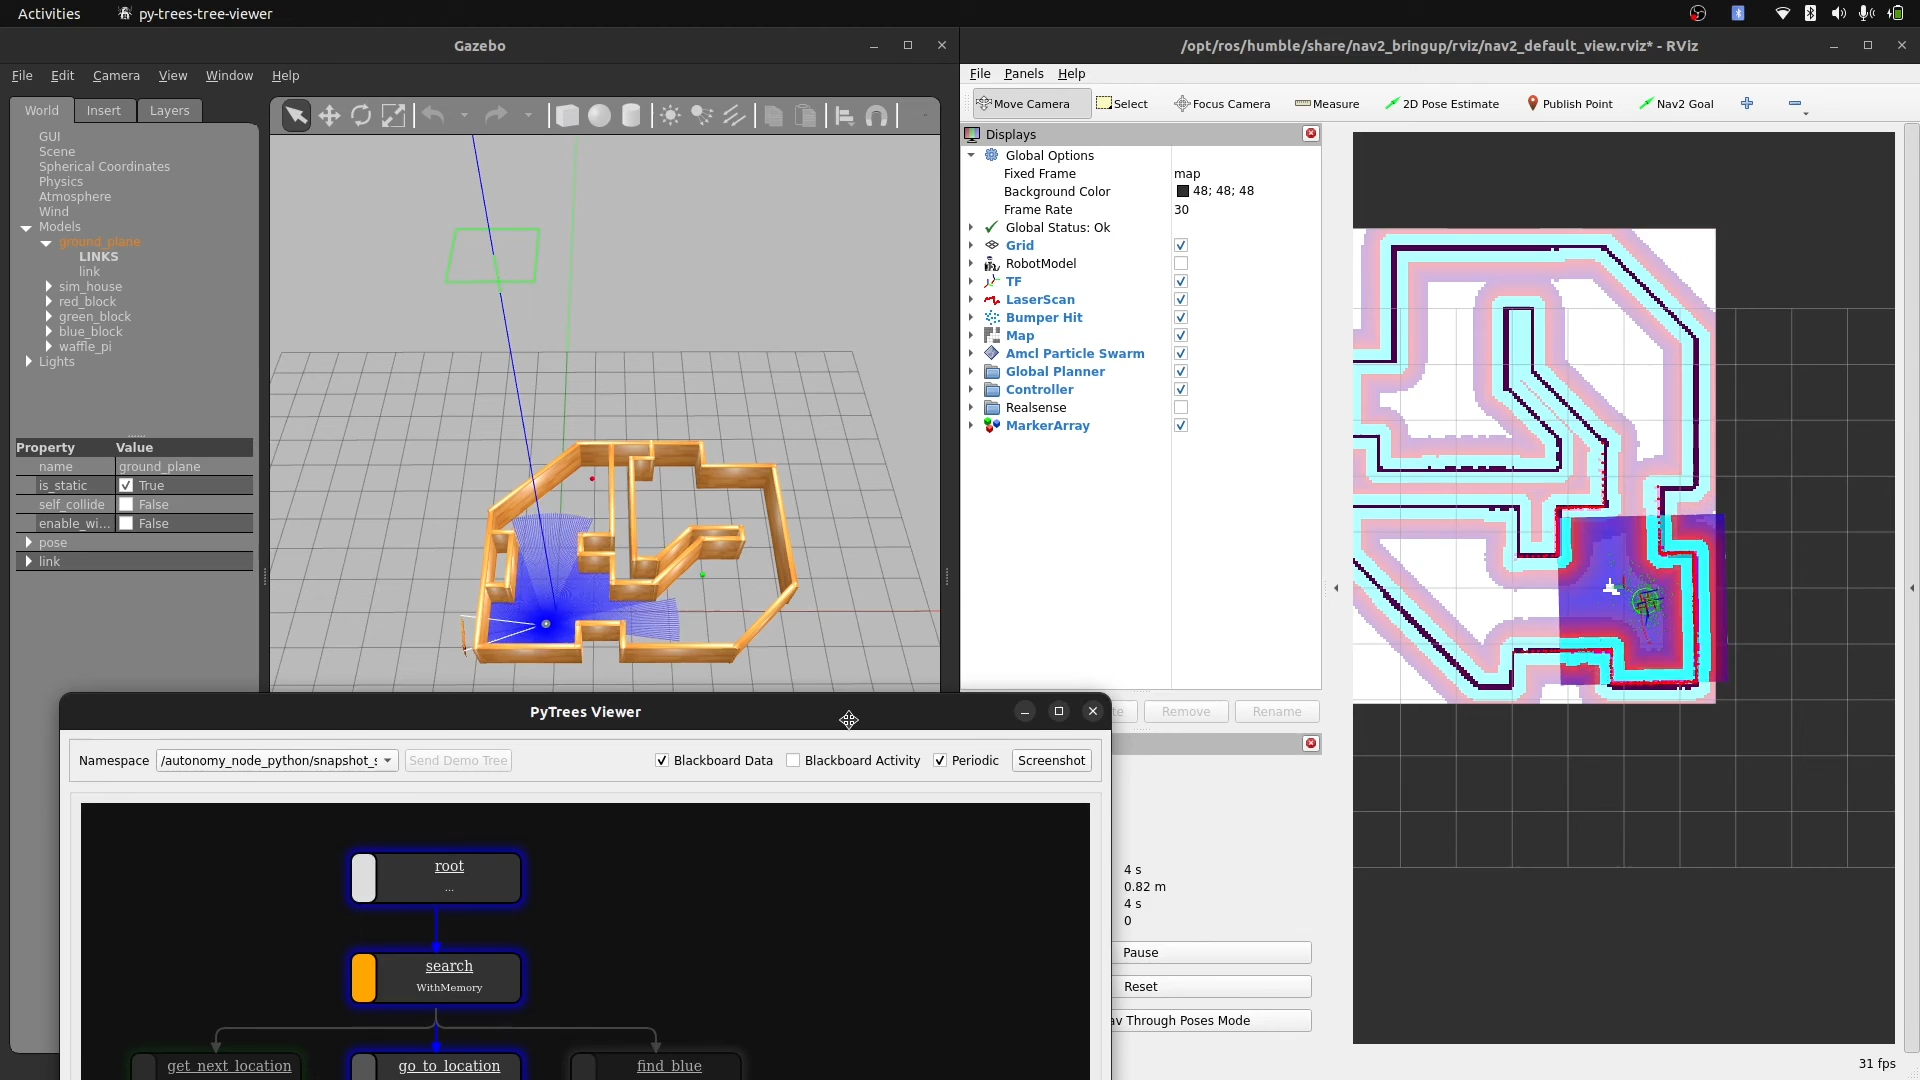 Activities
py-trees-tree-viewer
Gazebo
File Edit Camera View Window Help
World Insert Layers
GUI
Scene
Spherical Coordinates
Physics
Atmosphere
Wind
Models
ground_plane
LINKS
link
sim_house
red_block
green_block
blue_block
waffle_pi
Lights
Property Value
name ground_plane
is_static True
self_collide False
enable_wi... False
pose
link
/opt/ros/humble/share/nav2_bringup/rviz/nav2_default_view.rviz* - RViz
File Panels Help
Move Camera Select Focus Camera Measure 2D Pose Estimate Publish Point Nav2 Goal
Displays
Global Options
Fixed Frame map
Background Color 48; 48; 48
Frame Rate 30
Global Status: Ok
Grid
RobotModel
TF
LaserScan
Bumper Hit
Map
Amcl Particle Swarm
Global Planner
Controller
Realsense
MarkerArray
Remove Rename
4 s
0.82 m
4 s
0
Pause
Reset
av Through Poses Mode
31 fps
PyTrees Viewer
Namespace /autonomy_node_python/snapshot_s Send Demo Tree Blackboard Data Blackboard Activity Periodic Screenshot
root
...
search
WithMemory
get_next_location go_to_location find_blue